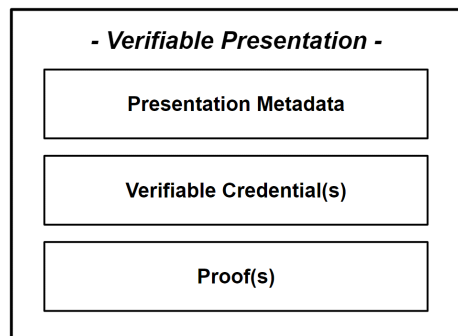 - Verifiable Presentation -
Presentation Metadata
Verifiable Credential(s)
Proof(s)